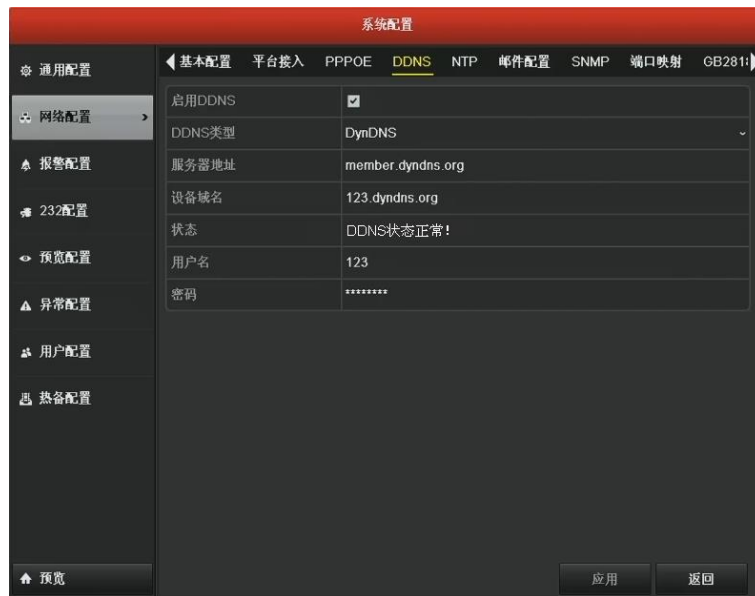 系统配置
通用配置
网络配置
报警配置
232配置
预览配置
异常配置
用户配置
热备配置
预览
基本配置 平台接入 PPPOE DDNS NTP 邮件配置 SNMP 端口映射 GB2818
启用DDNS
DDNS类型 DynDNS
服务器地址 member.dyndns.org
设备域名 123.dyndns.org
状态 DDNS状态正常!
用户名 123
密码 ********
应用 返回